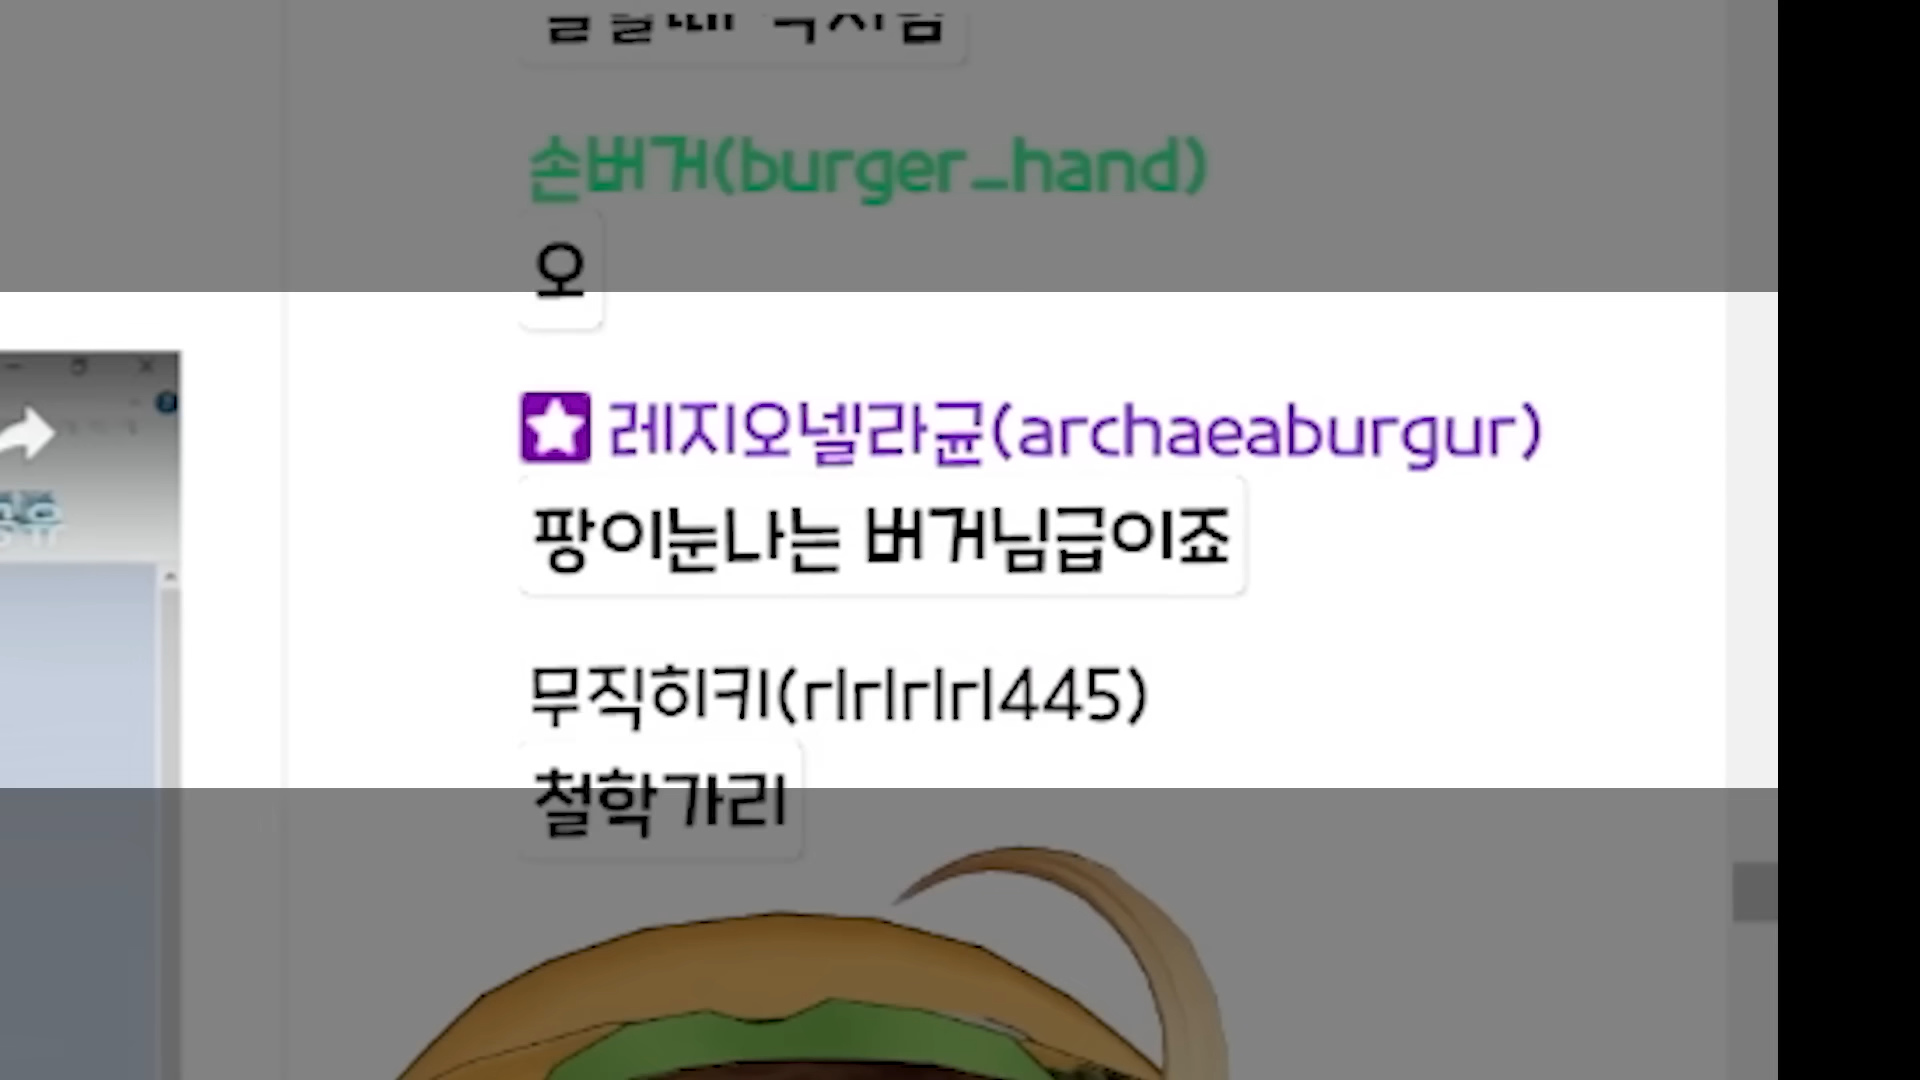 손버거(burger_hand)
오
레지오넬라균(archaeaburgur)
팡이눈나는 버거님급이죠
무직히키(rlrlrlrl445)
철학가리